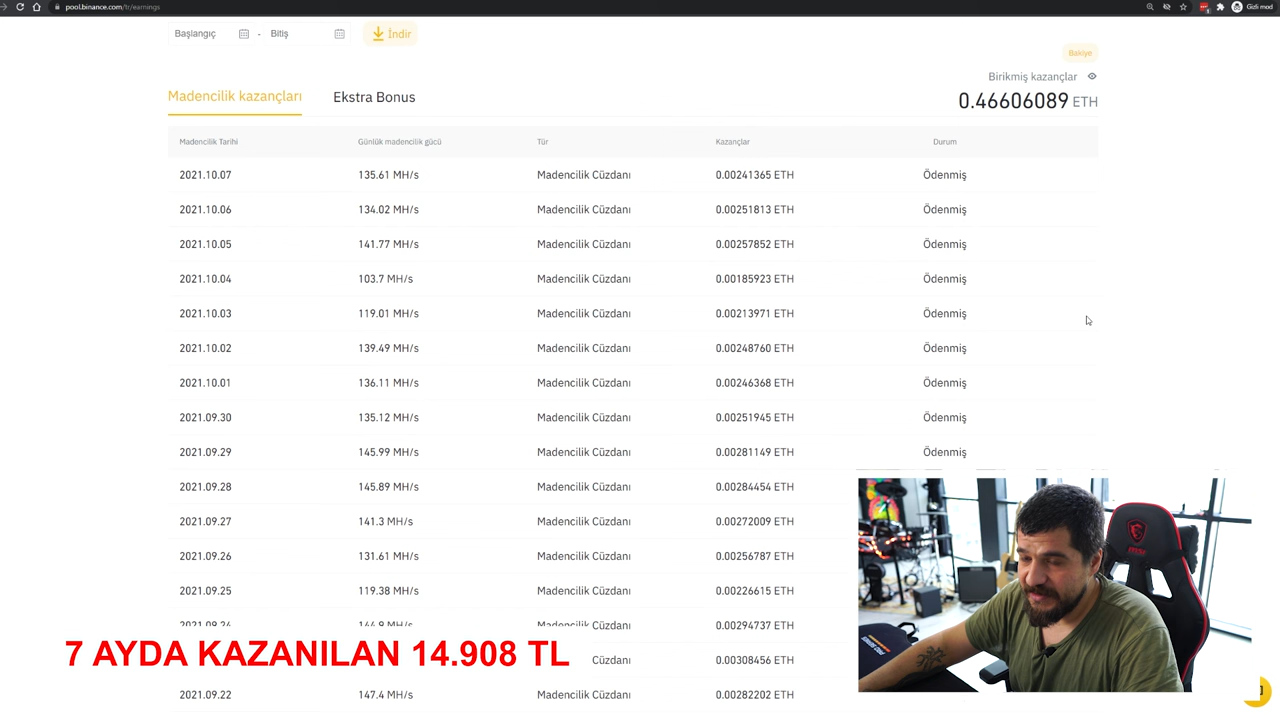 pool.binance.com/tr/earnings
Gizli mod
Başlangıç - Bitiş
İndir
Bakiye
Birikmiş kazançlar
0.46606089 ETH
Madencilik kazançları Ekstra Bonus
Madencilik Tarihi Günlük madencilik gücü Tür Kazançlar Durum
2021.10.07 135.61 MH/s Madencilik Cüzdanı 0.00241365 ETH Ödenmiş
2021.10.06 134.02 MH/s Madencilik Cüzdanı 0.00251813 ETH Ödenmiş
2021.10.05 141.77 MH/s Madencilik Cüzdanı 0.00257852 ETH Ödenmiş
2021.10.04 103.7 MH/s Madencilik Cüzdanı 0.00185923 ETH Ödenmiş
2021.10.03 119.01 MH/s Madencilik Cüzdanı 0.00213971 ETH Ödenmiş
2021.10.02 139.49 MH/s Madencilik Cüzdanı 0.00248760 ETH Ödenmiş
2021.10.01 136.11 MH/s Madencilik Cüzdanı 0.00246368 ETH Ödenmiş
2021.09.30 135.12 MH/s Madencilik Cüzdanı 0.00251945 ETH Ödenmiş
2021.09.29 145.99 MH/s Madencilik Cüzdanı 0.00281149 ETH Ödenmiş
2021.09.28 145.89 MH/s Madencilik Cüzdanı 0.00284454 ETH
2021.09.27 141.3 MH/s Madencilik Cüzdanı 0.00272009 ETH
2021.09.26 131.61 MH/s Madencilik Cüzdanı 0.00256787 ETH
2021.09.25 119.38 MH/s Madencilik Cüzdanı 0.00226615 ETH
2021.09.24 144.9 MH/s Madencilik Cüzdanı 0.00294737 ETH
7 AYDA KAZANILAN 14.908 TL
Cüzdanı 0.00308456 ETH
2021.09.22 147.4 MH/s Madencilik Cüzdanı 0.00282202 ETH